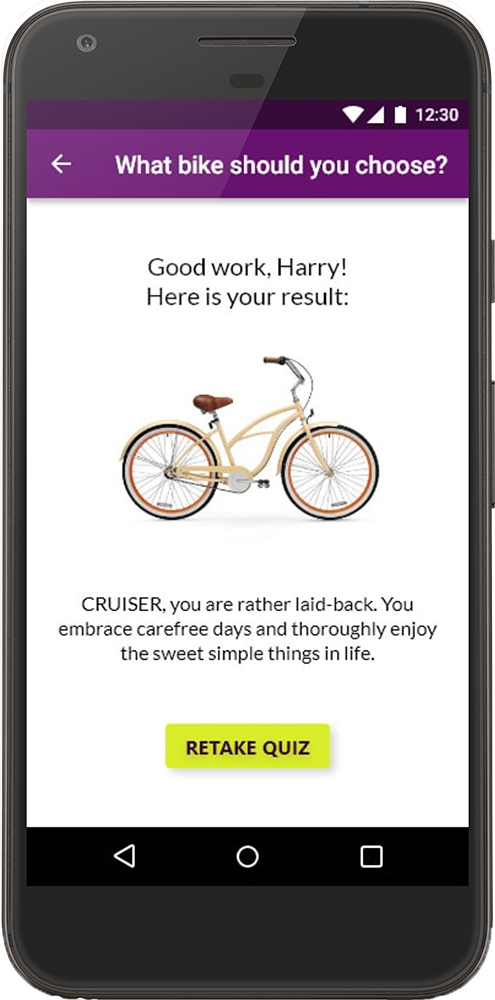 12:30
What bike should you choose?
Good work, Harry!
Here is your result:
CRUISER, you are rather laid-back. You
embrace carefree days and thoroughly enjoy
the sweet simple things in life.
RETAKE QUIZ